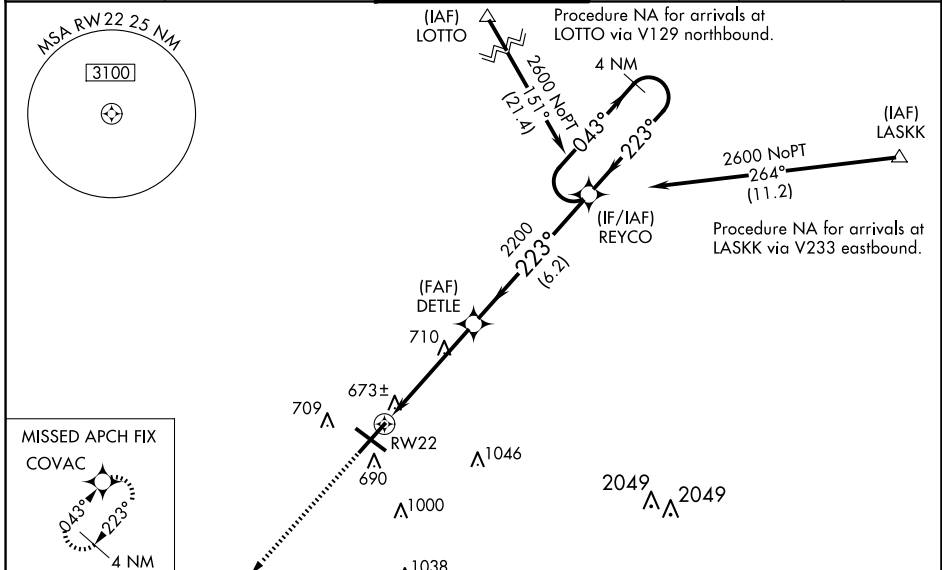 MSA RW22 25 NM
3100
(IAF)
LOTTO
Procedure NA for arrivals at
LOTTO via V129 northbound.
2600 NoPT
151°
(21.4)
4 NM
043°
223°
(IAF)
LASKK
2600 NoPT
264°
(11.2)
(IF/IAF)
REYCO
Procedure NA for arrivals at
LASKK via V233 eastbound.
2200
223°
(6.2)
(FAF)
DETLE
710
673±
709
RW22
690
1046
1000
2049
2049
1038
MISSED APCH FIX
COVAC
043°
223°
4 NM